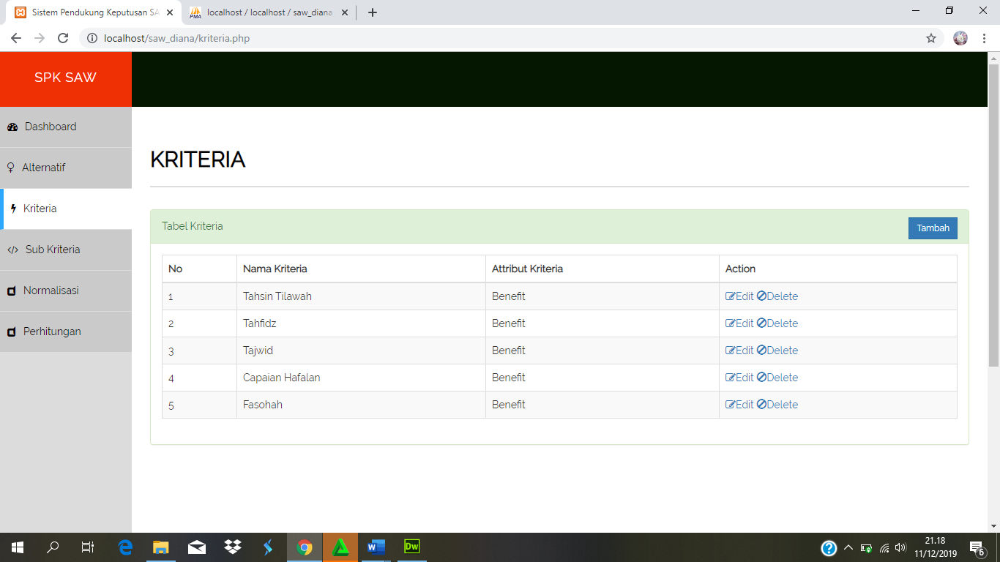 Sistem Pendukung Keputusan SA
localhost / localhost / saw_diana
localhost/saw_diana/kriteria.php
SPK SAW
Dashboard
Alternatif
Kriteria
Sub Kriteria
Normalisasi
Perhitungan
KRITERIA
Tabel Kriteria Tambah
No Nama Kriteria Attribut Kriteria Action
1 Tahsin Tilawah Benefit Edit Delete
2 Tahfidz Benefit Edit Delete
3 Tajwid Benefit Edit Delete
4 Capaian Hafalan Benefit Edit Delete
5 Fasohah Benefit Edit Delete
21.18
11/12/2019
6
PMA
Dw